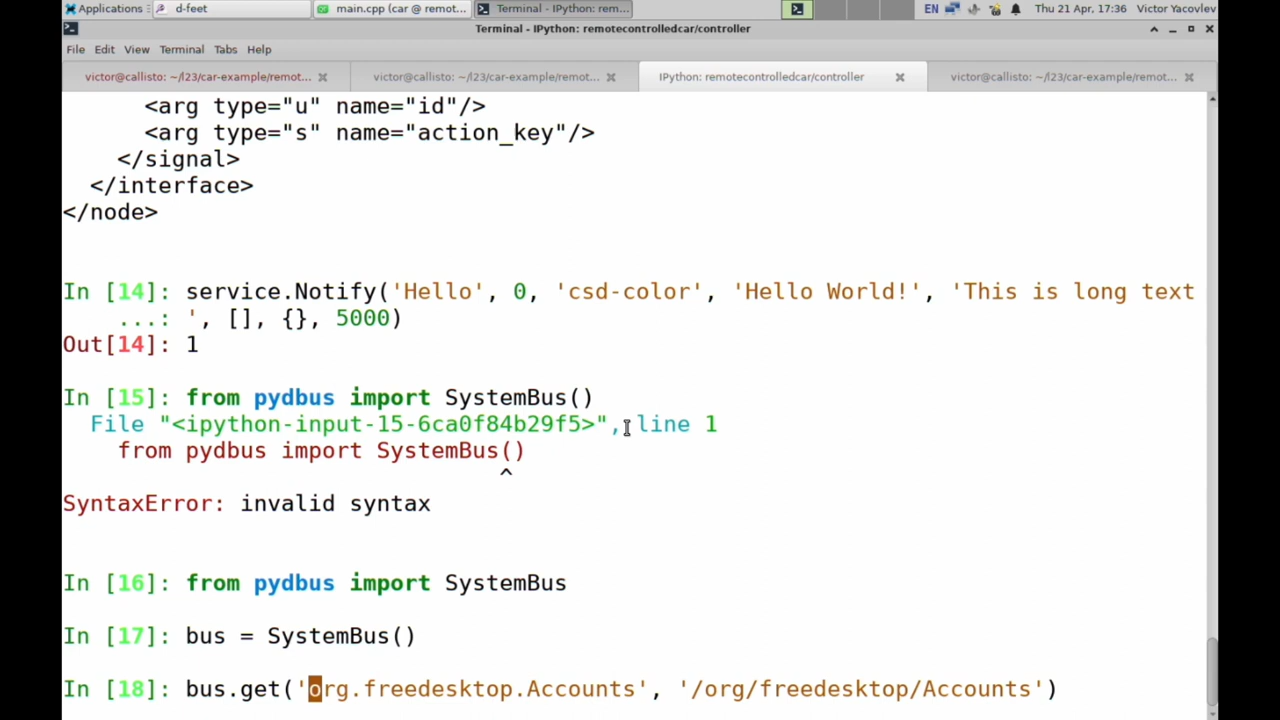 Applications
d-feet
main.cpp (car @ remot...
Terminal - IPython: rem...
EN
Thu 21 Apr, 17:36
Victor Yacovlev
Terminal - IPython: remotecontrolledcar/controller
File Edit View Terminal Tabs Help
victor@callisto: ~/l23/car-example/remot...
victor@callisto: ~/l23/car-example/remot...
IPython: remotecontrolledcar/controller
victor@callisto: ~/l23/car-example/remot...
<arg type="u" name="id"/>
<arg type="s" name="action_key"/>
</signal>
</interface>
</node>
In [14]: service.Notify('Hello', 0, 'csd-color', 'Hello World!', 'This is long text
...: ', [], {}, 5000)
Out[14]: 1
In [15]: from pydbus import SystemBus()
File "<ipython-input-15-6ca0f84b29f5>", line 1
from pydbus import SystemBus()
^
SyntaxError: invalid syntax
In [16]: from pydbus import SystemBus
In [17]: bus = SystemBus()
In [18]: bus.get('org.freedesktop.Accounts', '/org/freedesktop/Accounts')